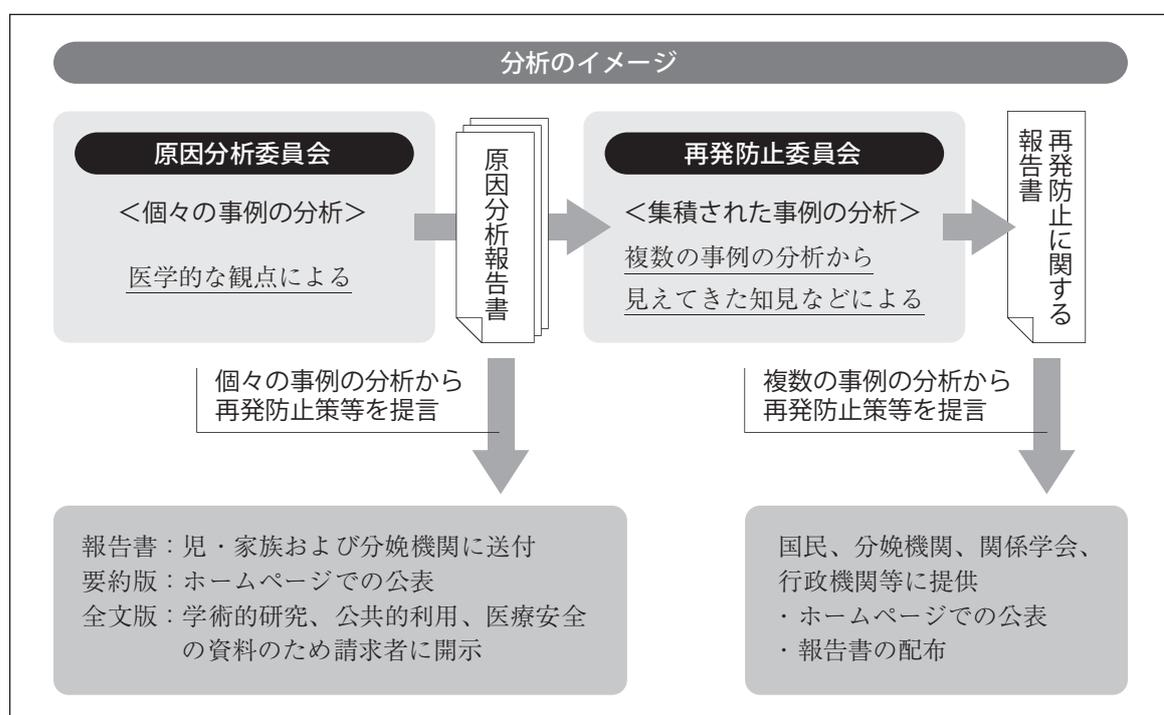 分析のイメージ
原因分析委員会
＜個々の事例の分析＞
医学的な観点による
原因分析報告書
再発防止委員会
＜集積された事例の分析＞
複数の事例の分析から
見えてきた知見などによる
再発防止に関する
報告書
個々の事例の分析から
再発防止策等を提言
複数の事例の分析から
再発防止策等を提言
報告書：児・家族および分娩機関に送付
要約版：ホームページでの公表
全文版：学術的研究、公共的利用、医療安全
の資料のため請求者に開示
国民、分娩機関、関係学会、
行政機関等に提供
・ホームページでの公表
・報告書の配布